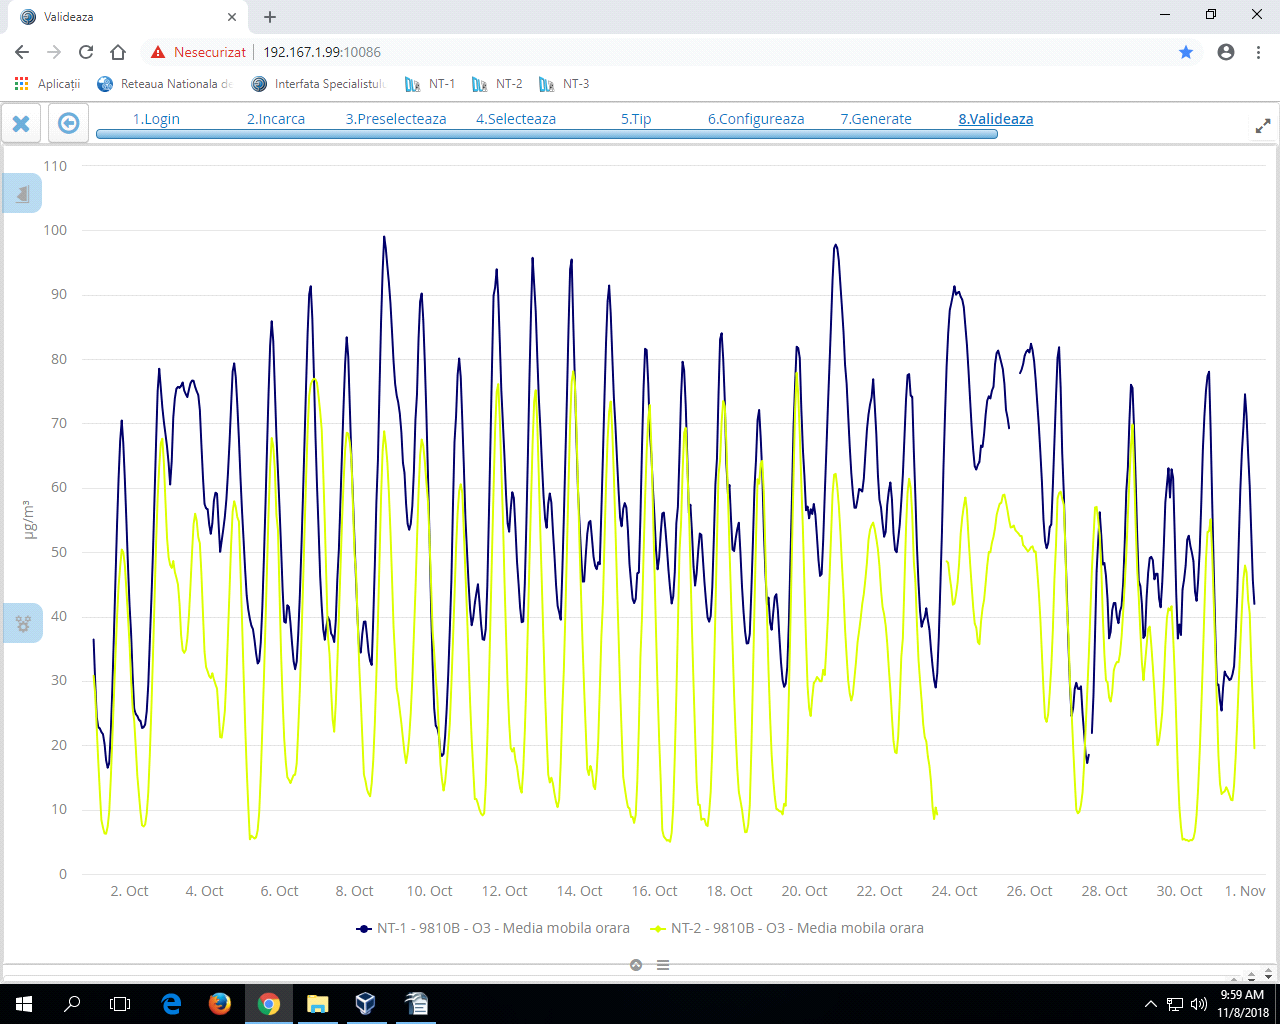 Valideaza
Nesecurizat
192.167.1.99:10086
Aplicații
Reteaua Nationala de
Interfata Specialistulu
NT-1
NT-2
NT-3
1.Login
2.Incarca
3.Preselecteaza
4.Selecteaza
5.Tip
6.Configureaza
7.Generate
8.Valideaza
110
100
90
80
70
60
50
40
30
20
10
0
µg/m³
2. Oct
4. Oct
6. Oct
8. Oct
10. Oct
12. Oct
14. Oct
16. Oct
18. Oct
20. Oct
22. Oct
24. Oct
26. Oct
28. Oct
30. Oct
1. Nov
NT-1 - 9810B - O3 - Media mobila orara
NT-2 - 9810B - O3 - Media mobila orara
9:59 AM
11/8/2018